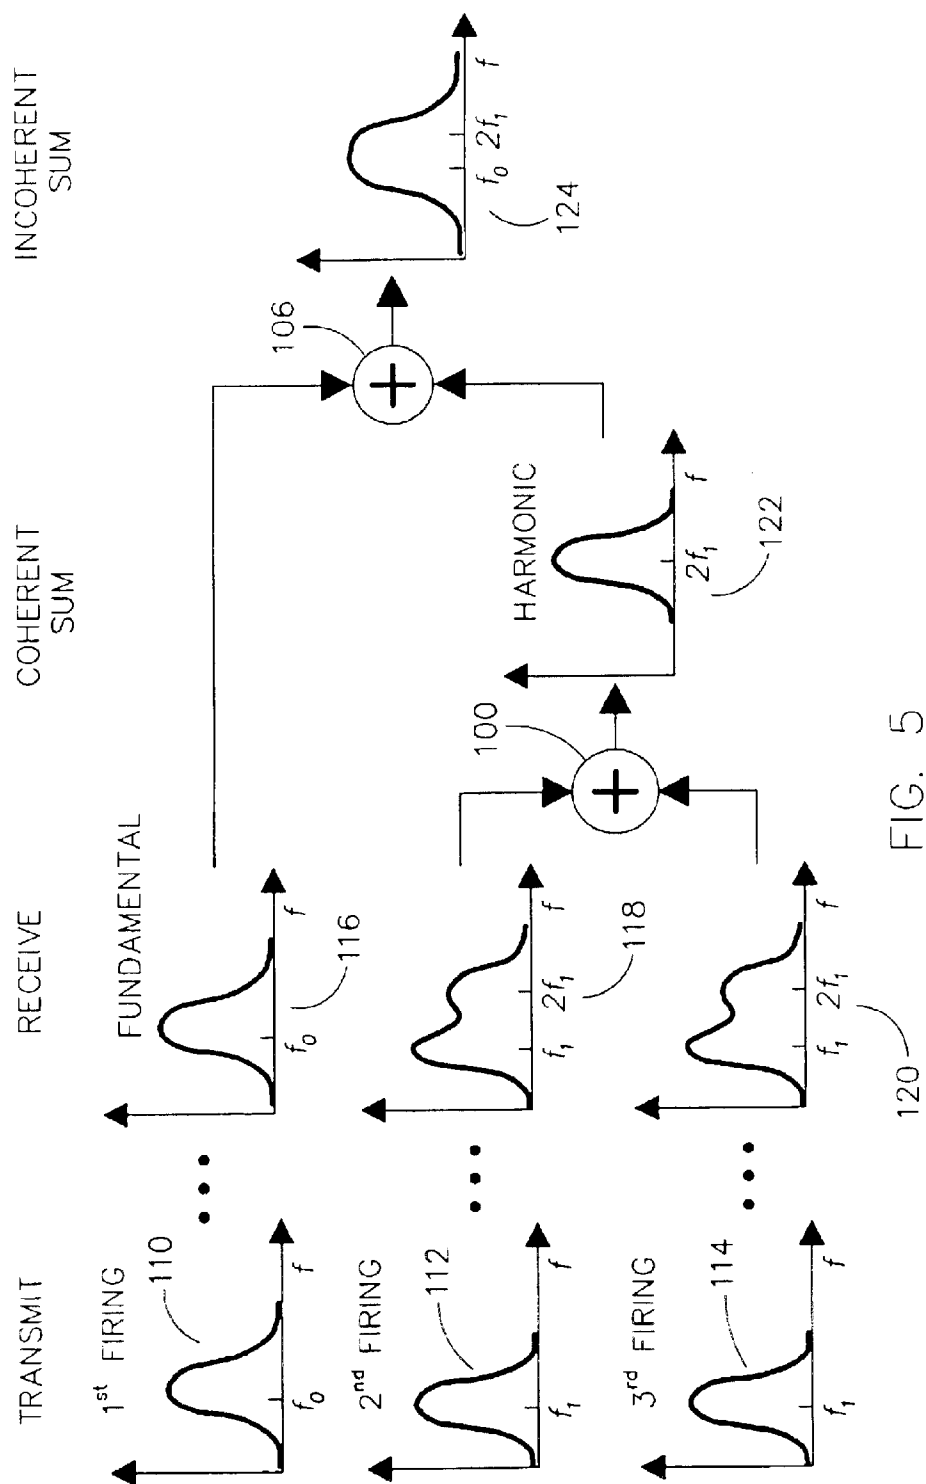 TRANSMIT
RECEIVE
COHERENT
SUM
INCOHERENT
SUM
1st FIRING
110
f0
f
FUNDAMENTAL
116
f0
f
106
124
f0
2f1
f
2nd FIRING
112
f1
f
118
f1
2f1
f
100
HARMONIC
122
2f1
f
3rd FIRING
114
f1
f
120
f1
2f1
f
FIG. 5